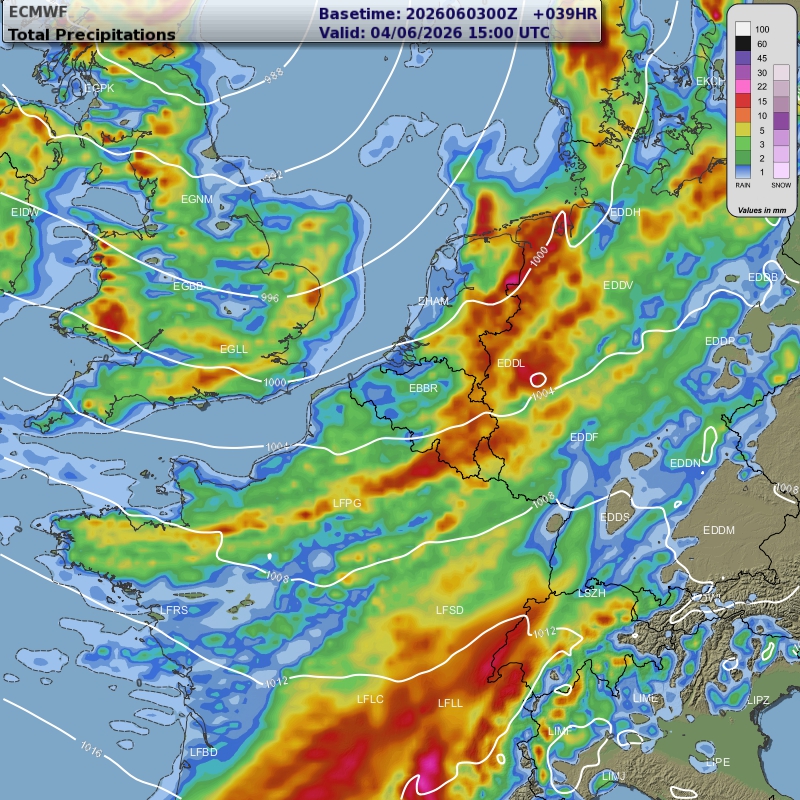 ECMWF
Total Precipitations
Basetime: 2026060300Z +039HR
Valid: 04/06/2026 15:00 UTC
100
60
45
30
22
15
10
5
3
2
1
RAIN
SNOW
Values in mm
988
EGPK
EKCH
992
EGNM
EIDW
EDDH
1000
EGBB
996
EDDV
EDDB
EHAM
EGLL
EDDL
EDDP
1000
EBBR
1004
1004
EDDF
EDDN
1008
LFPG
1008
EDDS
EDDM
1008
LFRS
LFSD
LSZH
1012
1012
LFLC
LFLL
LIML
LIPZ
LIMF
1016
LFBD
LIPE
LIMJ